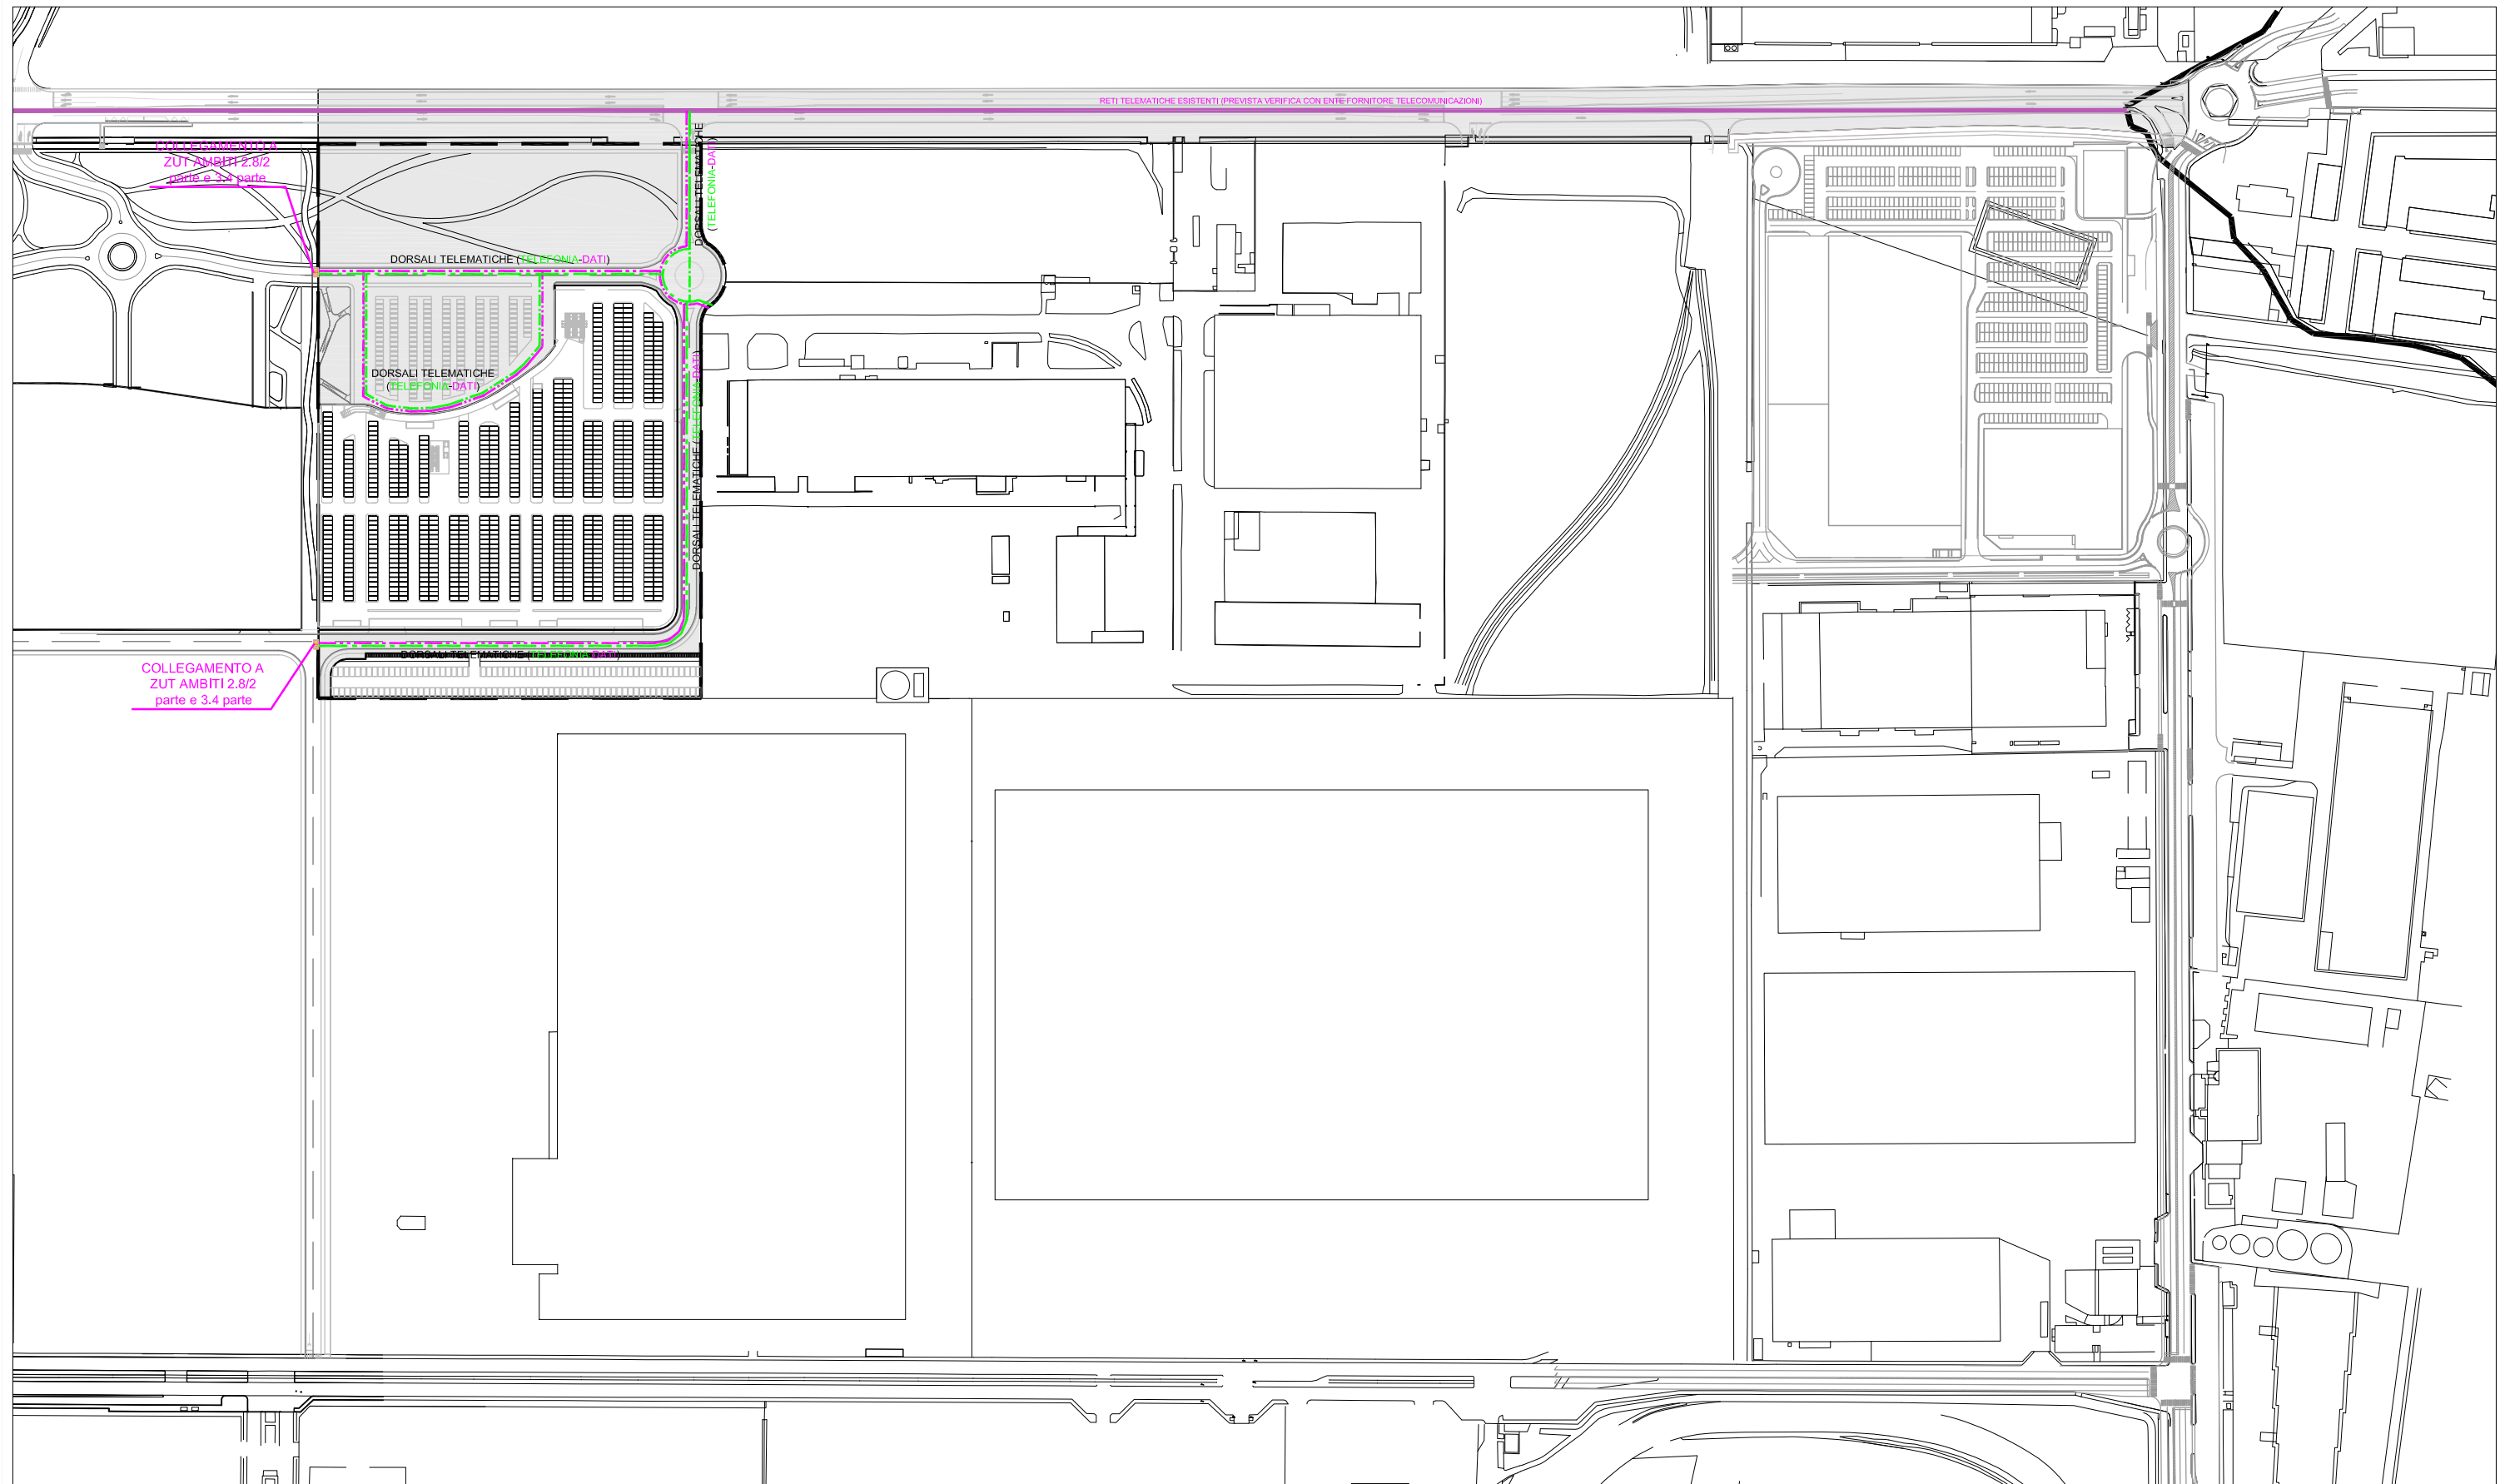 RETI TELEMATICHE ESISTENTI (PREVISTA VERIFICA CON ENTE FORNITORE TELECOMUNICAZIONI)
COLLEGAMENTO A
ZUT AMBITI 2.8/2
parte e 3.4 parte
DORSALI TELEMATICHE
(TELEFONIA-DATI)
DORSALI TELEMATICHE (TELEFONIA-DATI)
DORSALI TELEMATICHE
(TELEFONIA-DATI)
DORSALI TELEMATICHE (TELEFONIA-DATI)
DORSALI TELEMATICHE (TELEFONIA-DATI)
COLLEGAMENTO A
ZUT AMBITI 2.8/2
parte e 3.4 parte